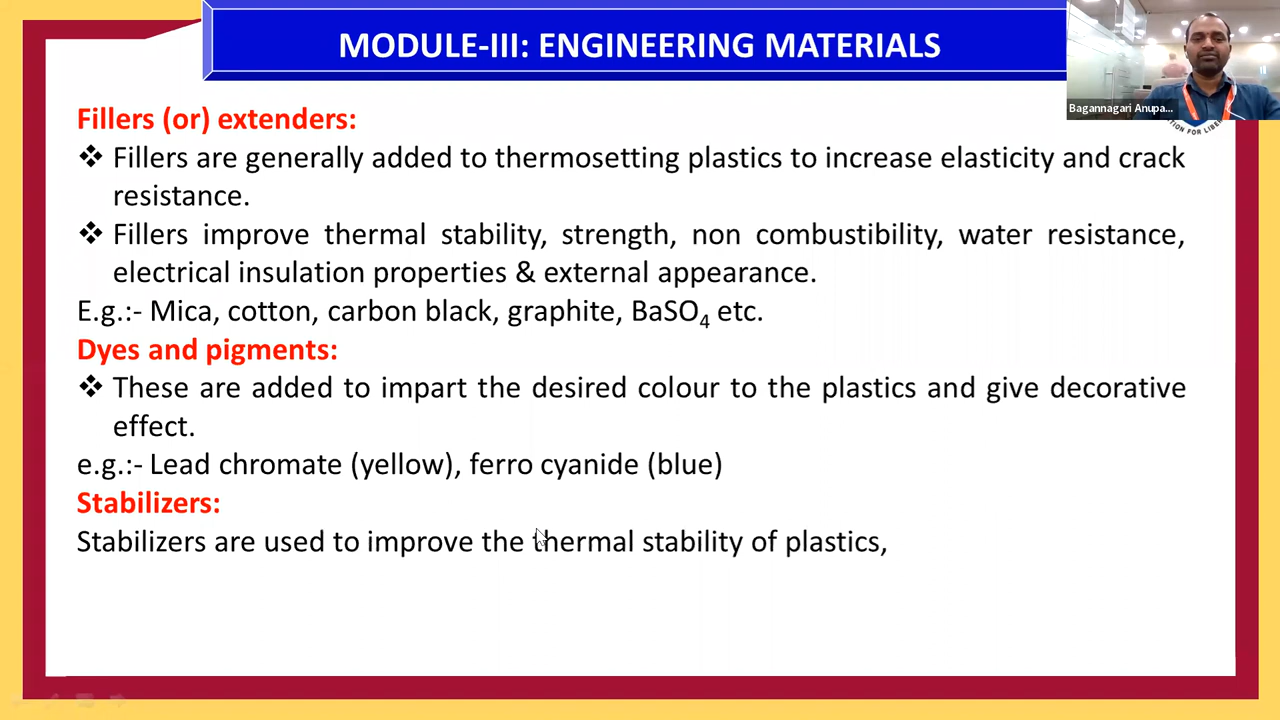 MODULE-III: ENGINEERING MATERIALS
Bagannagari Anupa...
Fillers (or) extenders:
❖ Fillers are generally added to thermosetting plastics to increase elasticity and crack
resistance.
❖ Fillers improve thermal stability, strength, non combustibility, water resistance,
electrical insulation properties & external appearance.
E.g.:- Mica, cotton, carbon black, graphite, BaSO₄ etc.
Dyes and pigments:
❖ These are added to impart the desired colour to the plastics and give decorative
effect.
e.g.:- Lead chromate (yellow), ferro cyanide (blue)
Stabilizers:
Stabilizers are used to improve the thermal stability of plastics,